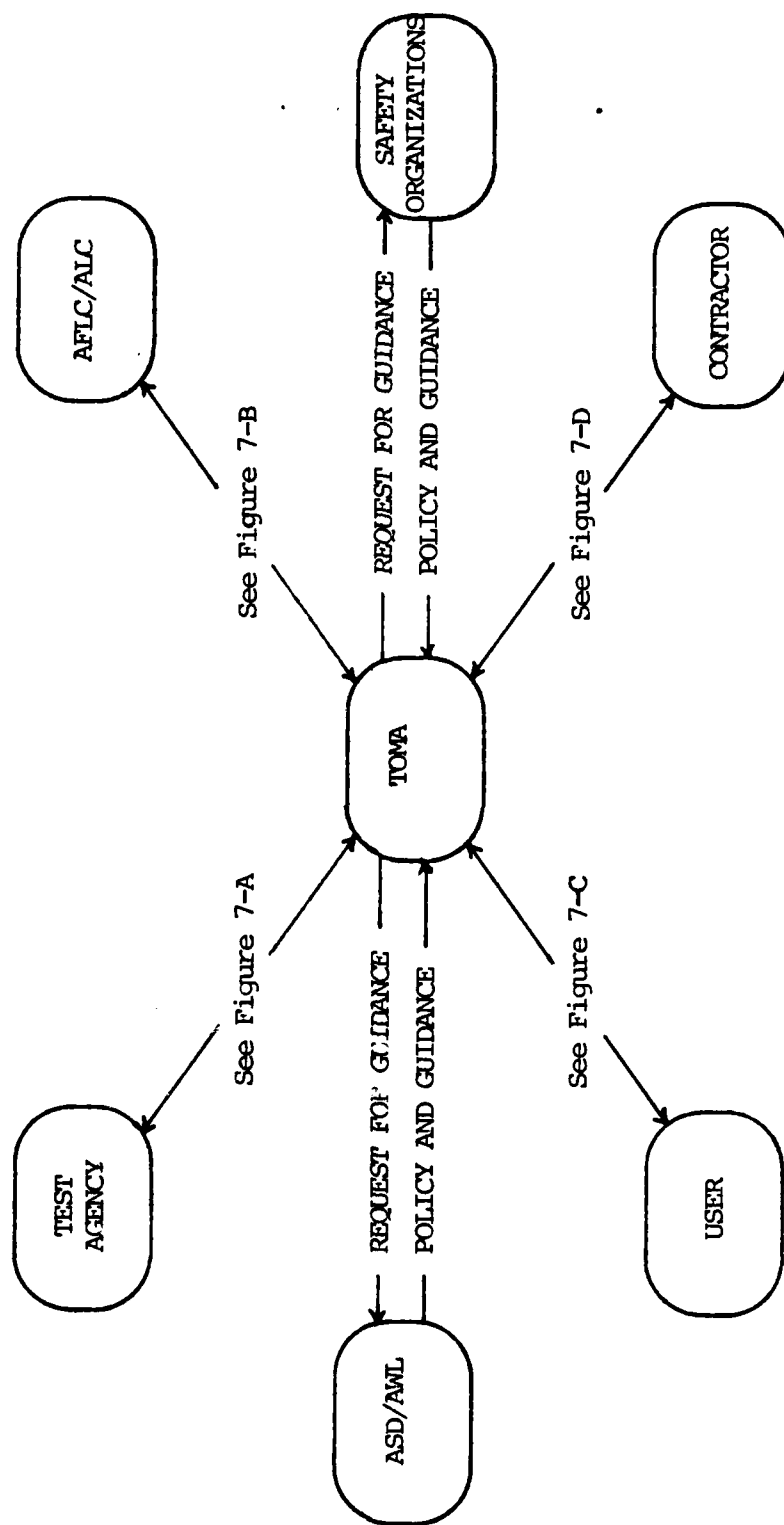 TEST
AGENCY
AFLC/ALC
See Figure 7-A
See Figure 7-B
ASD/AWL
REQUEST FOR GUIDANCE
POLICY AND GUIDANCE
TOMA
REQUEST FOR GUIDANCE
POLICY AND GUIDANCE
SAFETY
ORGANIZATIONS
See Figure 7-C
See Figure 7-D
USER
CONTRACTOR